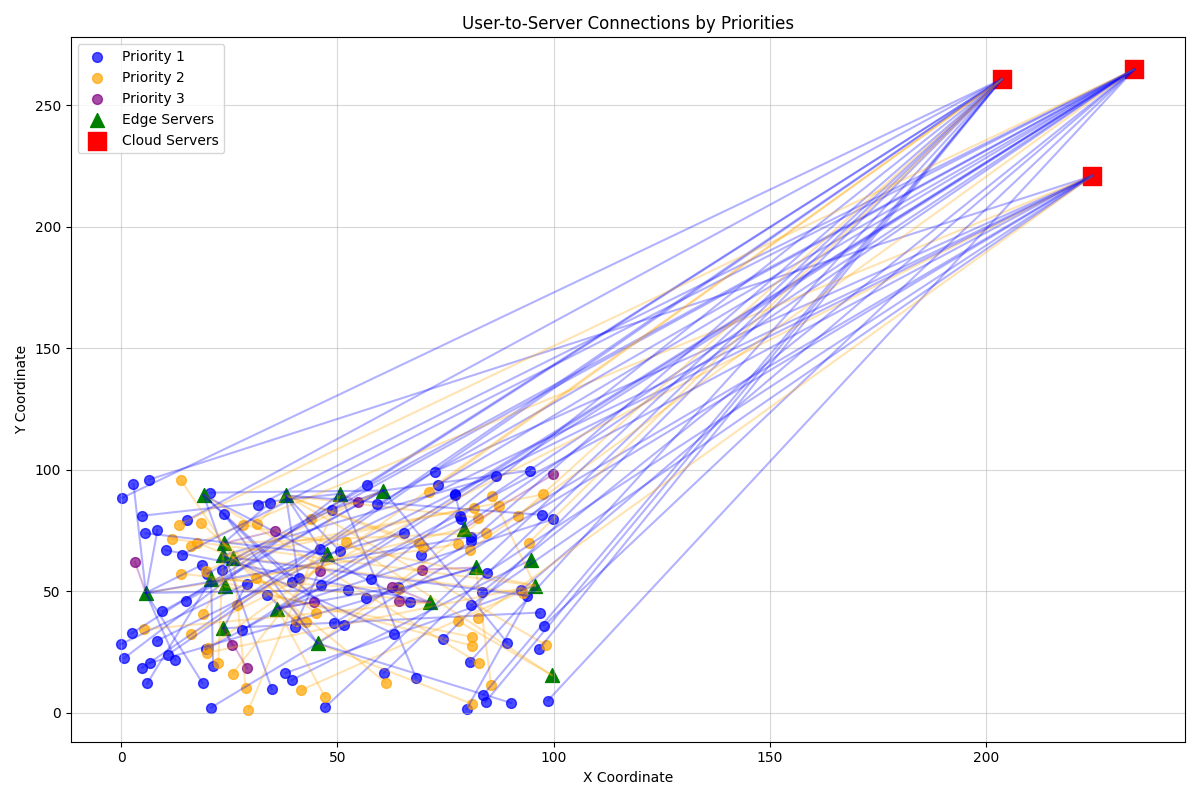 User-to-Server Connections by Priorities
Priority 1
Priority 2
Priority 3
Edge Servers
Cloud Servers
Y Coordinate
250
200
150
100
50
0
0 50 100 150 200
X Coordinate